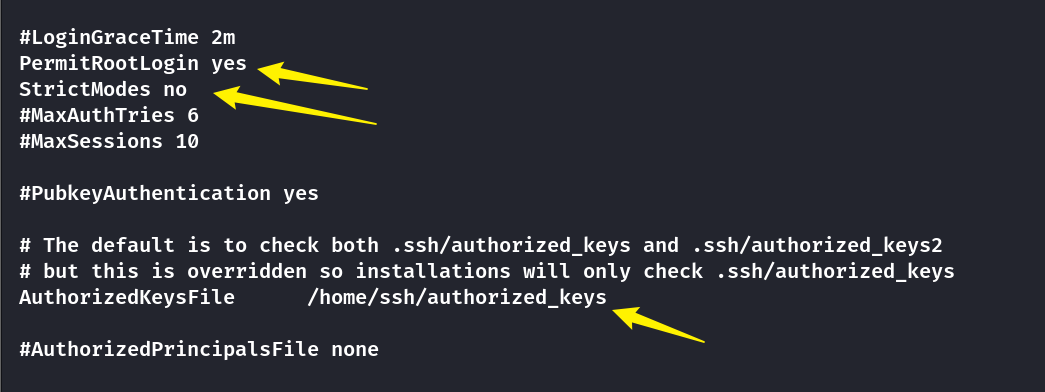 #LoginGraceTime 2m
PermitRootLogin yes
StrictModes no
#MaxAuthTries 6
#MaxSessions 10
#PubkeyAuthentication yes
# The default is to check both .ssh/authorized_keys and .ssh/authorized_keys2
# but this is overridden so installations will only check .ssh/authorized_keys
AuthorizedKeysFile      /home/ssh/authorized_keys
#AuthorizedPrincipalsFile none